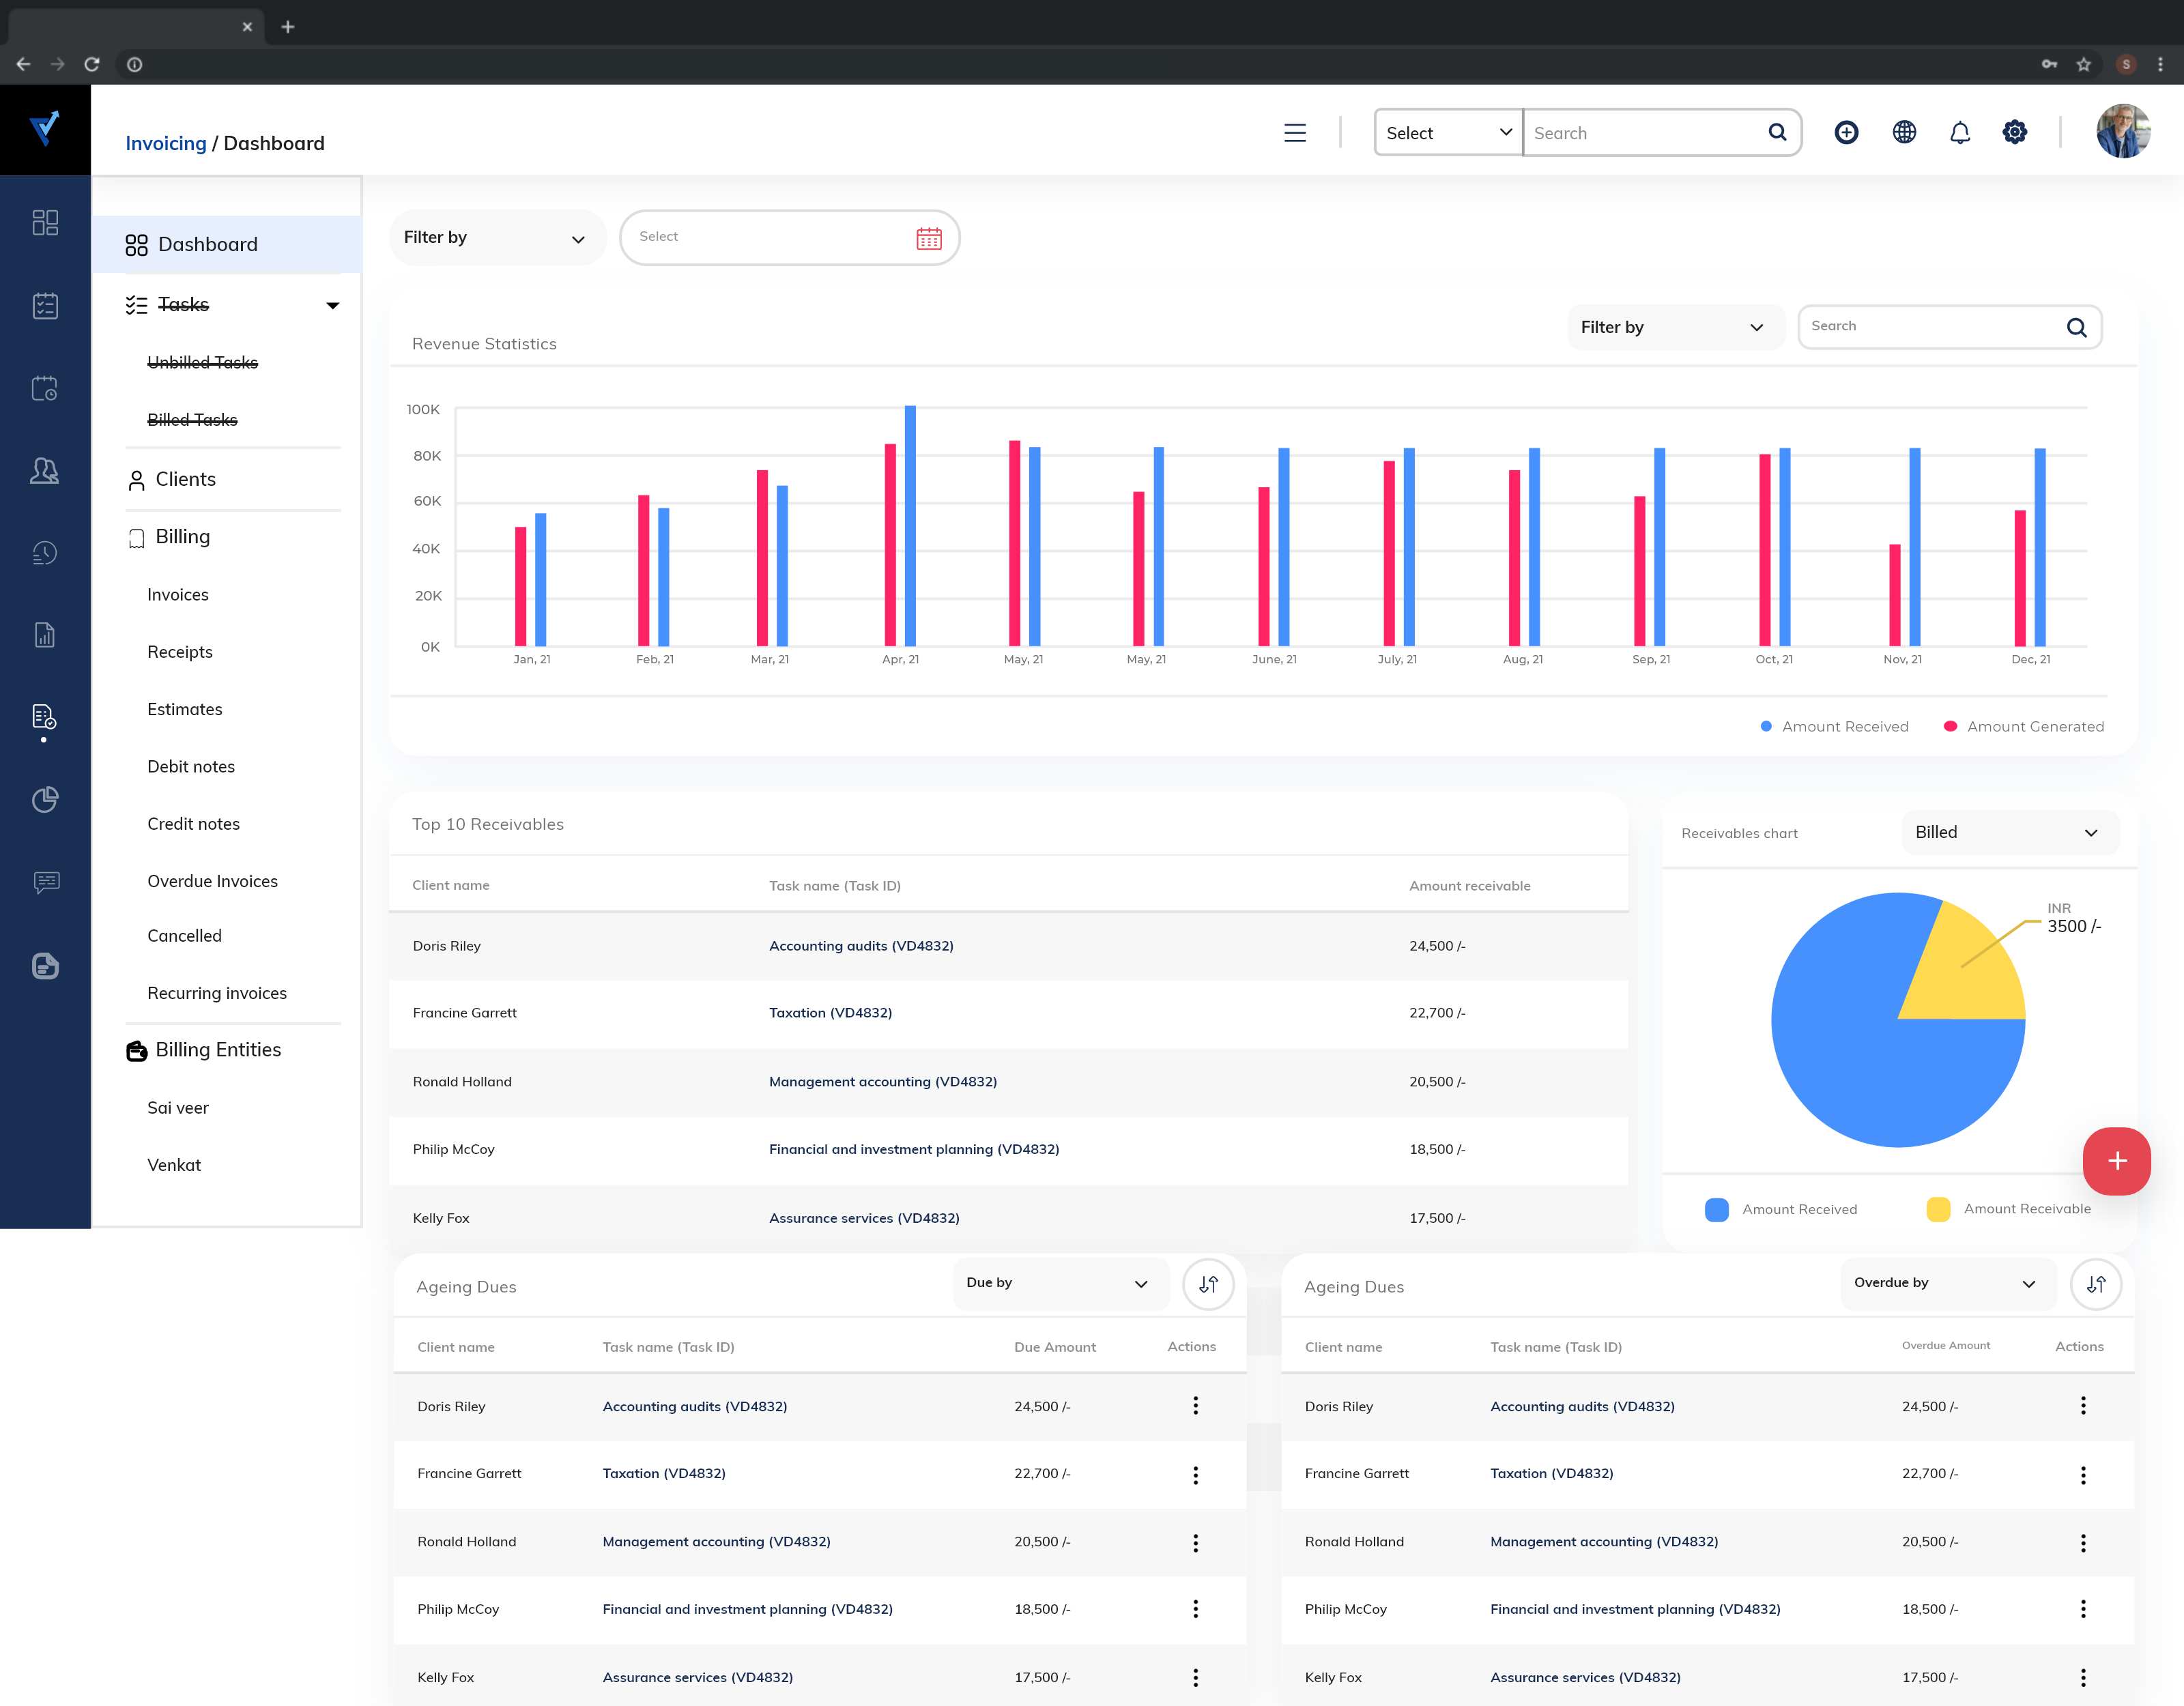 S
Invoicing / Dashboard
Select
Search
Dashboard
Tasks
Unbilled Tasks
Billed Tasks
Clients
Billing
Invoices
Receipts
Estimates
Debit notes
Credit notes
Overdue Invoices
Cancelled
Recurring invoices
Billing Entities
Sai veer
Venkat
Filter by
Select
Revenue Statistics
Filter by
Search
100K
80K
60K
40K
20K
0K
Jan, 21 Feb, 21 Mar, 21 Apr, 21 May, 21 May, 21 June, 21 July, 21 Aug, 21 Sep, 21 Oct, 21 Nov, 21 Dec, 21
Amount Received Amount Generated
Top 10 Receivables
Client name Task name (Task ID) Amount receivable
Doris Riley Accounting audits (VD4832) 24,500 /-
Francine Garrett Taxation (VD4832) 22,700 /-
Ronald Holland Management accounting (VD4832) 20,500 /-
Philip McCoy Financial and investment planning (VD4832) 18,500 /-
Kelly Fox Assurance services (VD4832) 17,500 /-
Receivables chart
Billed
INR
3500 /-
Amount Received Amount Receivable
Ageing Dues
Due by
Client name Task name (Task ID) Due Amount Actions
Doris Riley Accounting audits (VD4832) 24,500 /-
Francine Garrett Taxation (VD4832) 22,700 /-
Ronald Holland Management accounting (VD4832) 20,500 /-
Philip McCoy Financial and investment planning (VD4832) 18,500 /-
Kelly Fox Assurance services (VD4832) 17,500 /-
Ageing Dues
Overdue by
Client name Task name (Task ID) Overdue Amount Actions
Doris Riley Accounting audits (VD4832) 24,500 /-
Francine Garrett Taxation (VD4832) 22,700 /-
Ronald Holland Management accounting (VD4832) 20,500 /-
Philip McCoy Financial and investment planning (VD4832) 18,500 /-
Kelly Fox Assurance services (VD4832) 17,500 /-